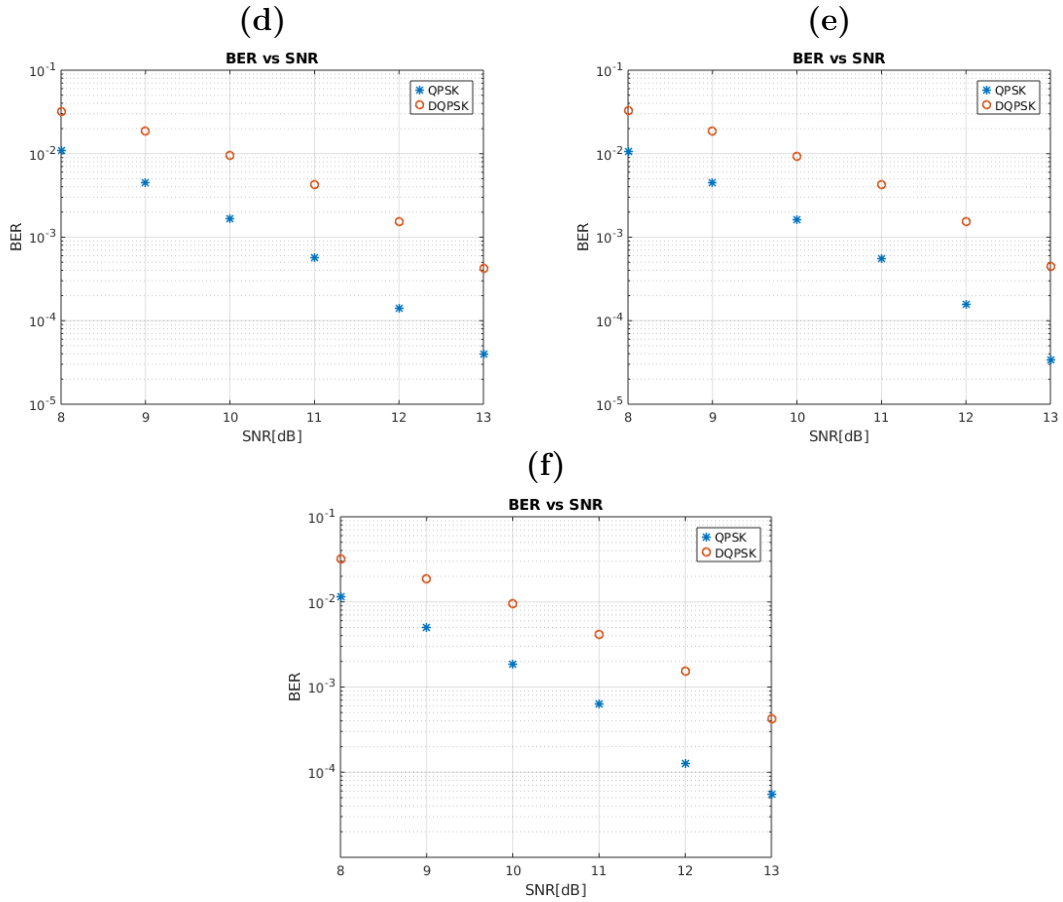 (d)
BER vs SNR
QPSK
DQPSK
10^-1
10^-2
10^-3
10^-4
10^-5
BER
8 9 10 11 12 13
SNR[dB]
(e)
BER vs SNR
QPSK
DQPSK
10^-1
10^-2
10^-3
10^-4
10^-5
BER
8 9 10 11 12 13
SNR[dB]
(f)
BER vs SNR
QPSK
DQPSK
10^-1
10^-2
10^-3
10^-4
BER
8 9 10 11 12 13
SNR[dB]